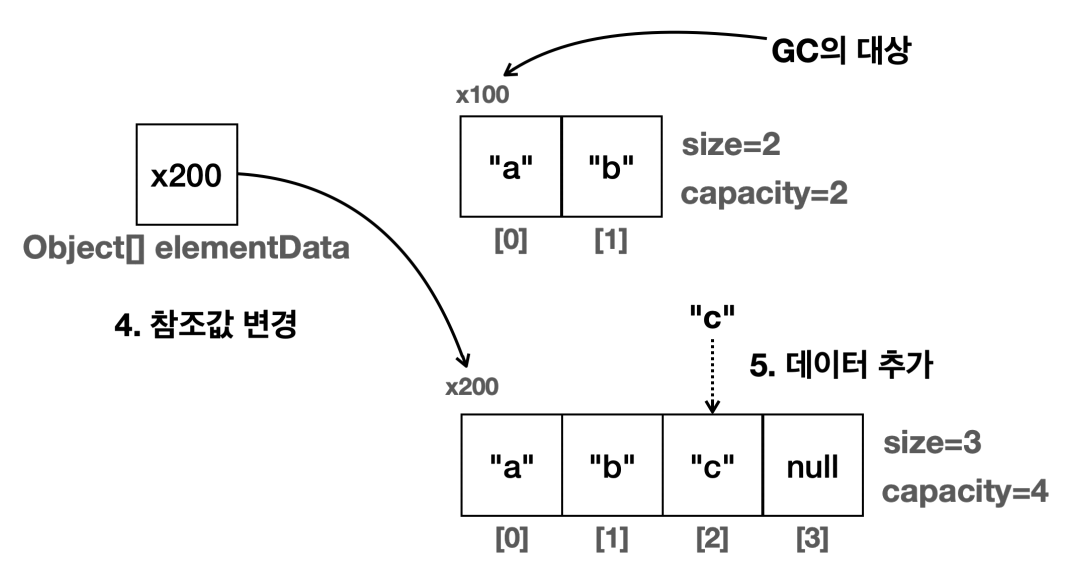 GC의 대상
x100
"a" "b"
size=2
capacity=2
[0] [1]
x200
Object[] elementData
4. 참조값 변경
"c"
5. 데이터 추가
x200
"a" "b" "c" null
size=3
capacity=4
[0] [1] [2] [3]